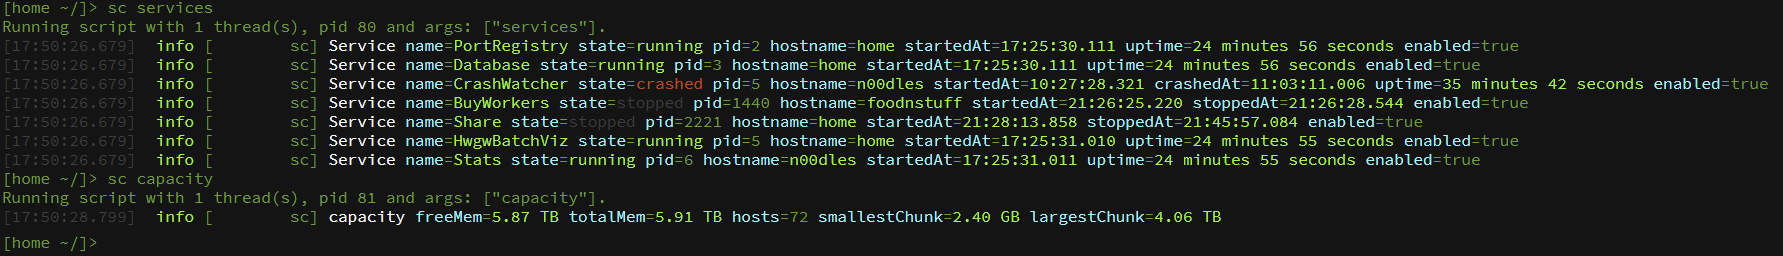 [home ~/]> sc services
Running script with 1 thread(s), pid 80 and args: ["services"].
[17:50:26.679]  info [        sc] Service name=PortRegistry state=running pid=2 hostname=home startedAt=17:25:30.111 uptime=24 minutes 56 seconds enabled=true
[17:50:26.679]  info [        sc] Service name=Database state=running pid=3 hostname=home startedAt=17:25:30.111 uptime=24 minutes 56 seconds enabled=true
[17:50:26.679]  info [        sc] Service name=CrashWatcher state=crashed pid=5 hostname=n00dles startedAt=10:27:28.321 crashedAt=11:03:11.006 uptime=35 minutes 42 seconds enabled=true
[17:50:26.679]  info [        sc] Service name=BuyWorkers state=stopped pid=1440 hostname=foodnstuff startedAt=21:26:25.220 stoppedAt=21:26:28.544 enabled=true
[17:50:26.679]  info [        sc] Service name=Share state=stopped pid=2221 hostname=home startedAt=21:28:13.858 stoppedAt=21:45:57.084 enabled=true
[17:50:26.679]  info [        sc] Service name=HwgwBatchViz state=running pid=5 hostname=home startedAt=17:25:31.010 uptime=24 minutes 55 seconds enabled=true
[17:50:26.679]  info [        sc] Service name=Stats state=running pid=6 hostname=n00dles startedAt=17:25:31.011 uptime=24 minutes 55 seconds enabled=true
[home ~/]> sc capacity
Running script with 1 thread(s), pid 81 and args: ["capacity"].
[17:50:28.799]  info [        sc] capacity freeMem=5.87 TB totalMem=5.91 TB hosts=72 smallestChunk=2.40 GB largestChunk=4.06 TB
[home ~/]>